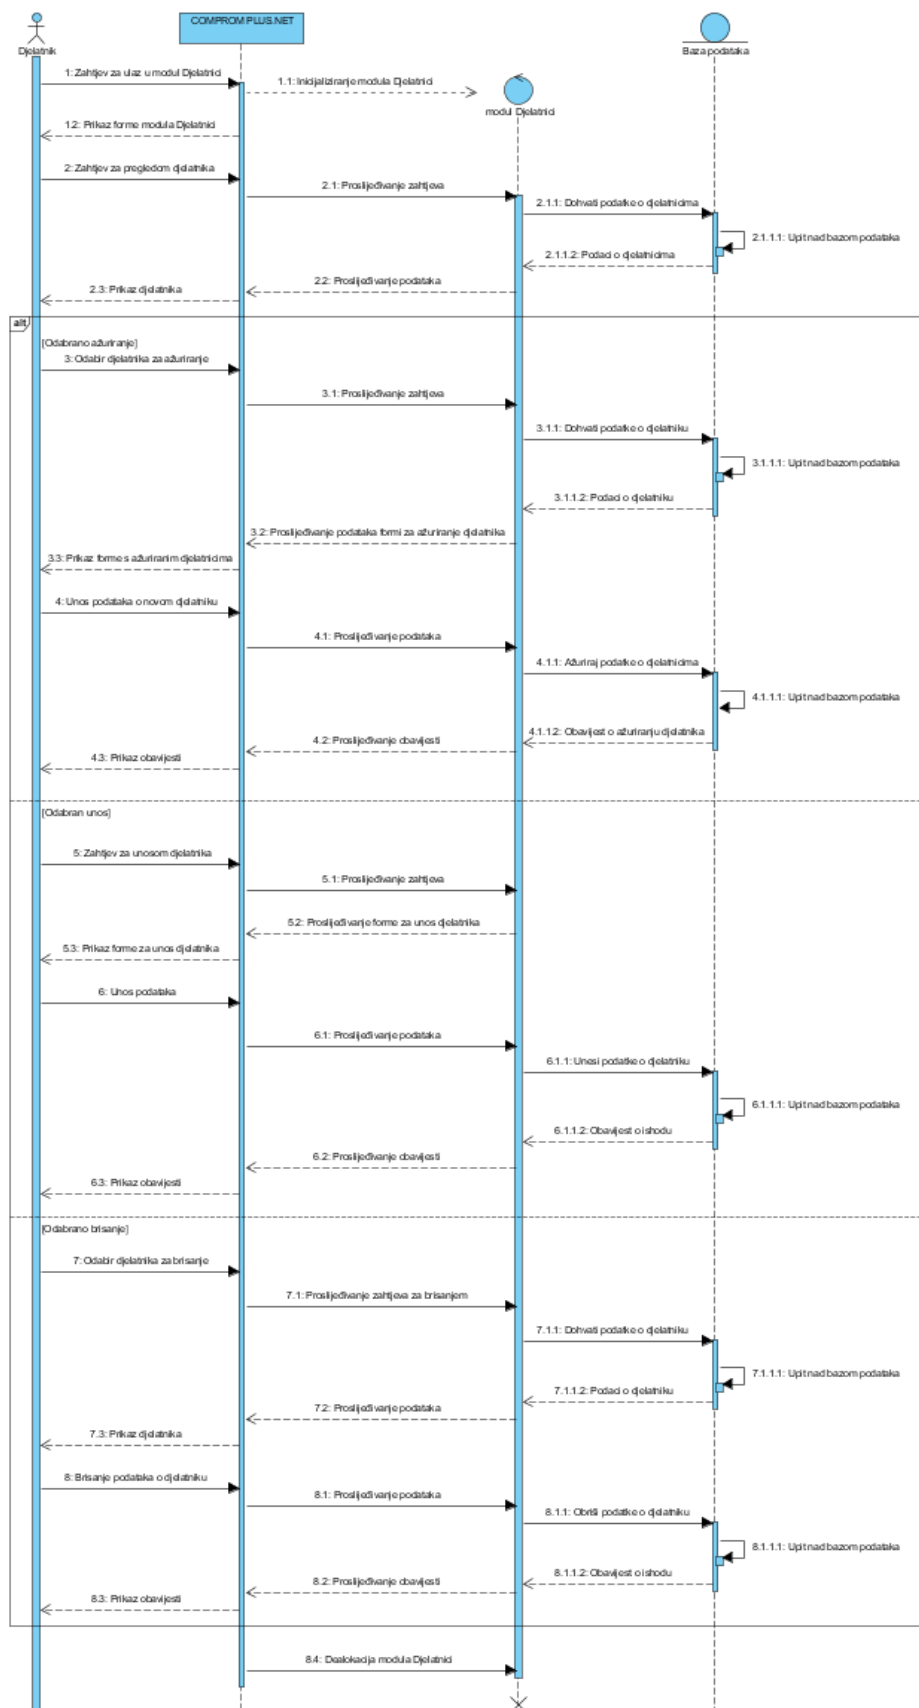 COMPROM PLUS.NET
Djelatnik
Baza podataka
1: Zahtjev za ulaz u modul Djelatnici
1.1: Inicijaliziranje modula Djelatnici
modul Djelatnici
1.2: Prikaz forme modula Djelatnici
2: Zahtjev za pregledom djelatnika
2.1: Proslijeđivanje zahtjeva
2.1.1: Dohvati podatke o djelatnicima
2.1.1.1: Upit nad bazom podataka
2.1.1.2: Podaci o djelatnicima
2.2: Proslijeđivanje podataka
2.3: Prikaz djelatnika
alt
[Odabrano ažuriranje]
3: Odabir djelatnika za ažuriranje
3.1: Proslijeđivanje zahtjeva
3.1.1: Dohvati podatke o djelatniku
3.1.1.1: Upit nad bazom podataka
3.1.1.2: Podaci o djelatniku
3.2: Proslijeđivanje podataka formi za ažuriranje djelatnika
3.3: Prikaz forme s ažuriranim djelatnicima
4: Unos podataka o novom djelatniku
4.1: Proslijeđivanje podataka
4.1.1: Ažuriraj podatke o djelatnicima
4.1.1.1: Upit nad bazom podataka
4.1.1.2: Obavijest o ažuriranju djelatnika
4.2: Proslijeđivanje obavijesti
4.3: Prikaz obavijesti
[Odabran unos]
5: Zahtjev za unosom djelatnika
5.1: Proslijeđivanje zahtjeva
5.2: Proslijeđivanje forme za unos djelatnika
5.3: Prikaz forme za unos djelatnika
6: Unos podataka
6.1: Proslijeđivanje podataka
6.1.1: Unesi podatke o djelatniku
6.1.1.1: Upit nad bazom podataka
6.1.1.2: Obavijest o ishodu
6.2: Proslijeđivanje obavijesti
6.3: Prikaz obavijesti
[Odabrano brisanje]
7: Odabir djelatnika za brisanje
7.1: Proslijeđivanje zahtjeva za brisanjem
7.1.1: Dohvati podatke o djelatniku
7.1.1.1: Upit nad bazom podataka
7.1.1.2: Podaci o djelatniku
7.2: Proslijeđivanje podataka
7.3: Prikaz djelatnika
8: Brisanje podataka o djelatniku
8.1: Proslijeđivanje podataka
8.1.1: Obriši podatke o djelatniku
8.1.1.1: Upit nad bazom podataka
8.1.1.2: Obavijest o ishodu
8.2: Proslijeđivanje obavijesti
8.3: Prikaz obavijesti
8.4: Dealokacija modula Djelatnici